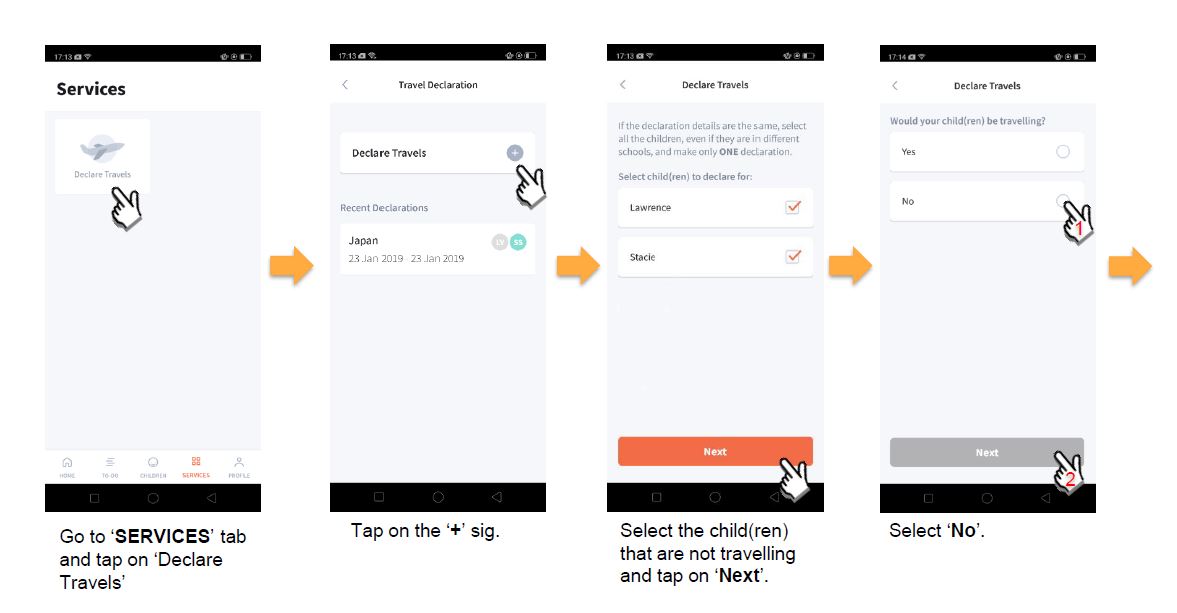 17:13
Services
Declare Travels
HOME TO-DO CHILDREN SERVICES PROFILE
Go to ‘SERVICES’ tab
and tap on ‘Declare
Travels’
17:13
Travel Declaration
Declare Travels
Recent Declarations
Japan
LY SS
23 Jan 2019 - 23 Jan 2019
Tap on the ‘+’ sig.
17:13
Declare Travels
If the declaration details are the same, select
all the children, even if they are in different
schools, and make only ONE declaration.
Select child(ren) to declare for:
Lawrence
Stacie
Next
Select the child(ren)
that are not travelling
and tap on ‘Next’.
17:14
Declare Travels
Would your child(ren) be travelling?
Yes
No
1
Next
2
Select ‘No’.